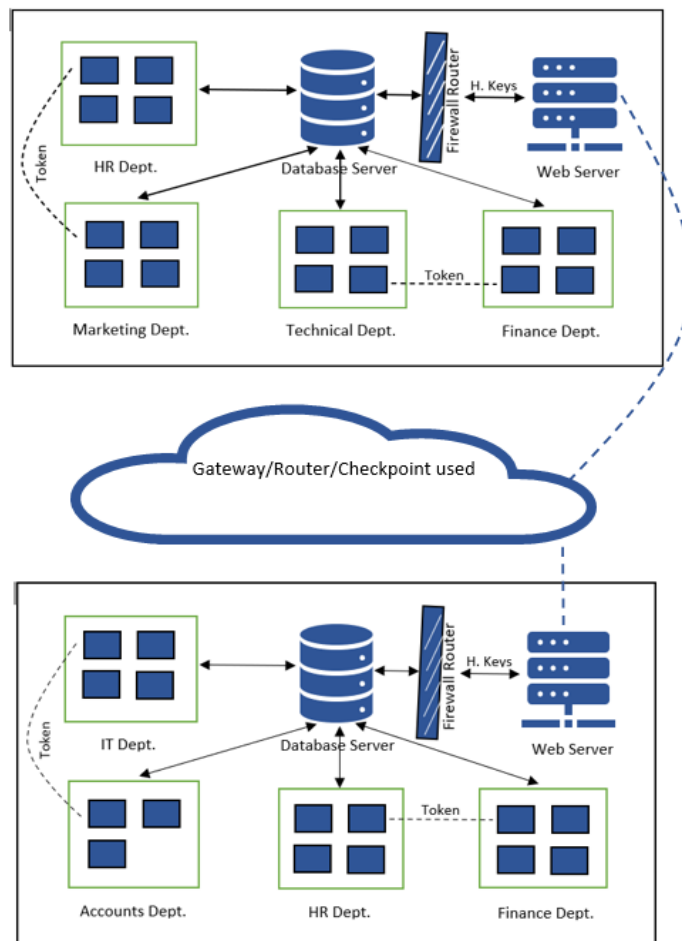 Firewall Router
H. Keys
Token
HR Dept.
Database Server
Web Server
Token
Marketing Dept.
Technical Dept.
Finance Dept.
Gateway/Router/Checkpoint used
Firewall Router
H. Keys
Token
IT Dept.
Database Server
Web Server
Token
Accounts Dept.
HR Dept.
Finance Dept.